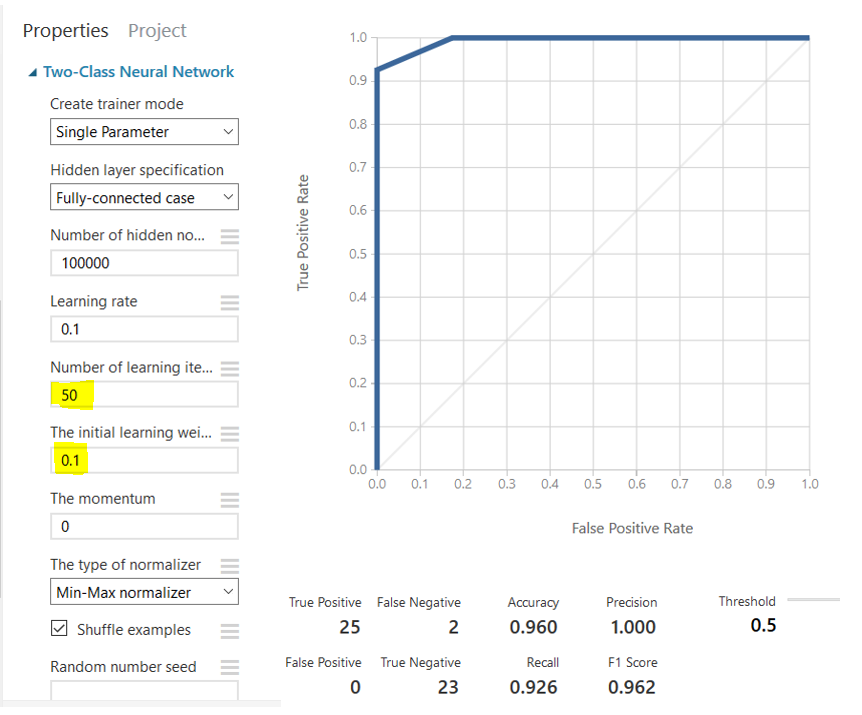 Properties Project
Two-Class Neural Network
Create trainer mode
Single Parameter
Hidden layer specification
Fully-connected case
Number of hidden no...
100000
Learning rate
0.1
Number of learning ite...
50
The initial learning wei...
0.1
The momentum
0
The type of normalizer
Min-Max normalizer
Shuffle examples
Random number seed
True Positive Rate
1.0
0.9
0.8
0.7
0.6
0.5
0.4
0.3
0.2
0.1
0.0
0.0 0.1 0.2 0.3 0.4 0.5 0.6 0.7 0.8 0.9 1.0
False Positive Rate
True Positive False Negative Accuracy Precision Threshold
25 2 0.960 1.000 0.5
False Positive True Negative Recall F1 Score
0 23 0.926 0.962